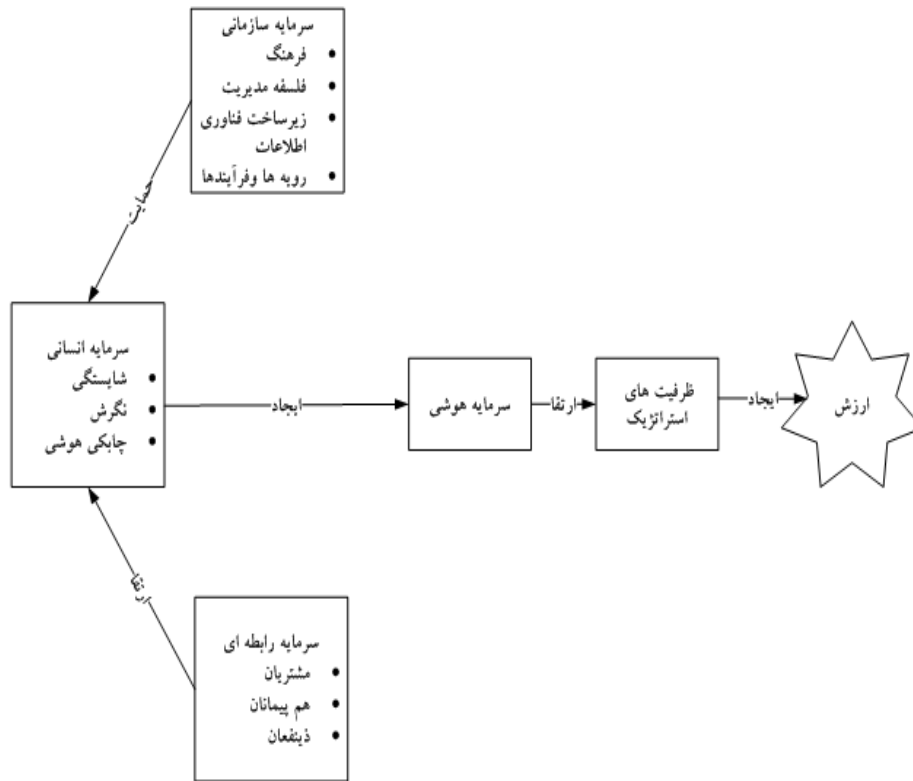 سرمایه سازمانی
• فرهنگ
• فلسفه مدیریت
• زیرساخت فناوری
اطلاعات
• رویه ها وفرآیندها
حمایت
سرمایه انسانی
• شایستگی
• نگرش
• چابکی هوشی
ایجاد
سرمایه هوشی
ارتقا
ظرفیت های
استراتژیک
ایجاد
ارزش
ارتقا
سرمایه رابطه ای
• مشتریان
• هم پیمانان
• ذینفعان